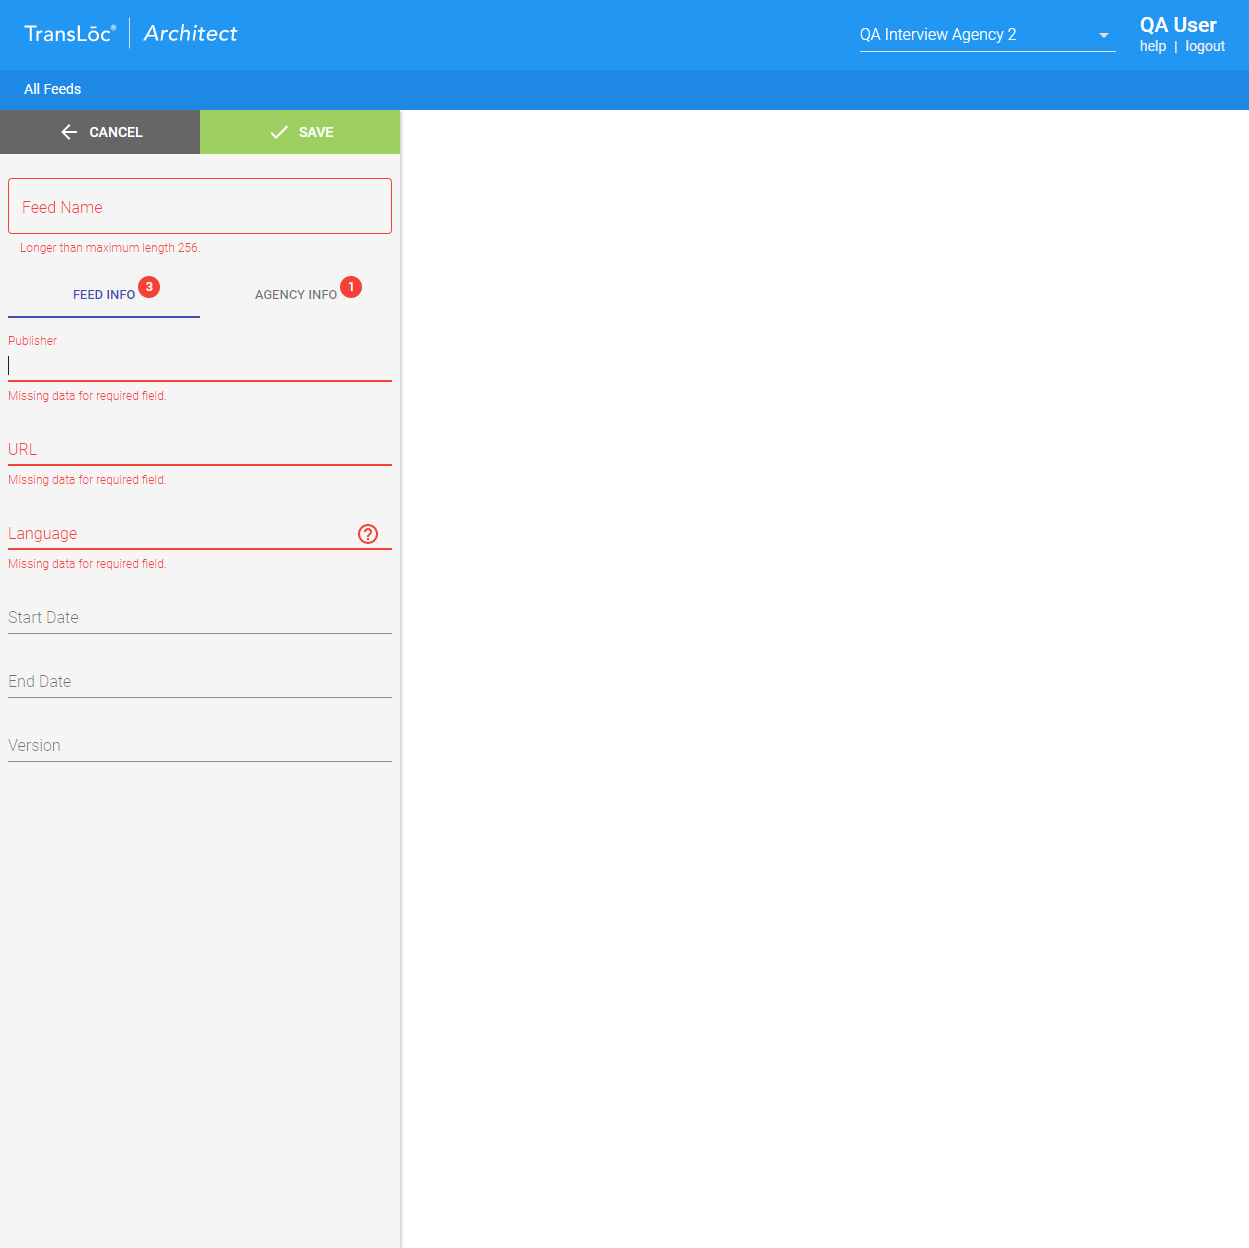 TransLōc® | Architect
QA Interview Agency 2
QA User
help | logout
All Feeds
CANCEL
SAVE
Feed Name
Longer than maximum length 256.
FEED INFO 3
AGENCY INFO 1
Publisher
Missing data for required field.
URL
Missing data for required field.
Language ?
Missing data for required field.
Start Date
End Date
Version